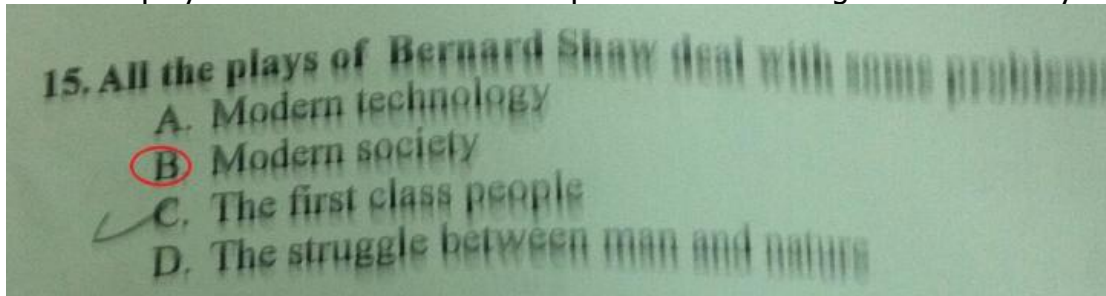 15. All the plays of Bernard Shaw deal with some problems
A. Modern technology
B Modern society
C. The first class people
D. The struggle between man and nature